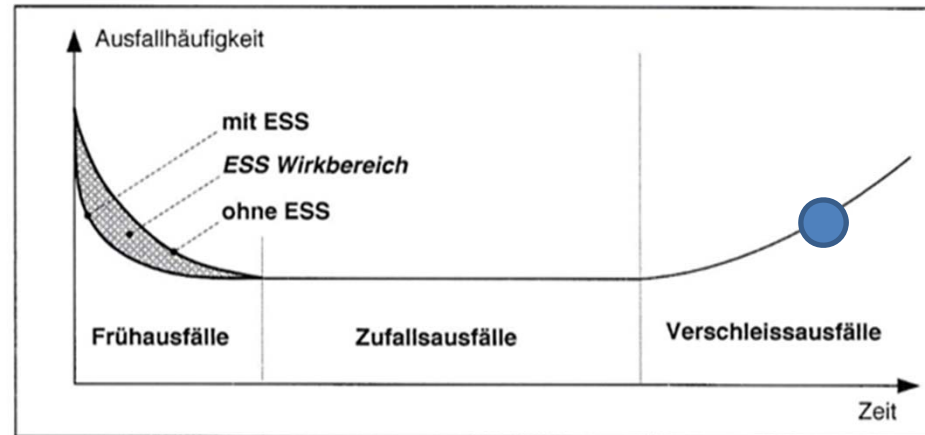 Ausfallhäufigkeit
mit ESS
ESS Wirkbereich
ohne ESS
Frühausfälle
Zufallsausfälle
Verschleissausfälle
Zeit